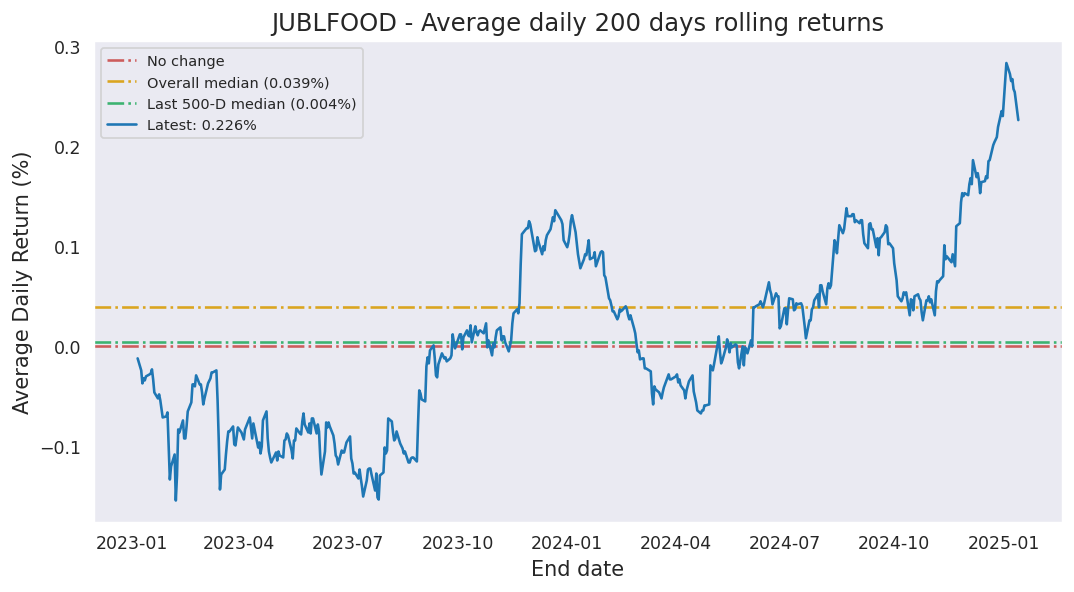 JUBLFOOD - Average daily 200 days rolling returns
No change
Overall median (0.039%)
Last 500-D median (0.004%)
Latest: 0.226%
Average Daily Return (%)
0.3
0.2
0.1
0.0
−0.1
2023-01 2023-04 2023-07 2023-10 2024-01 2024-04 2024-07 2024-10 2025-01
End date